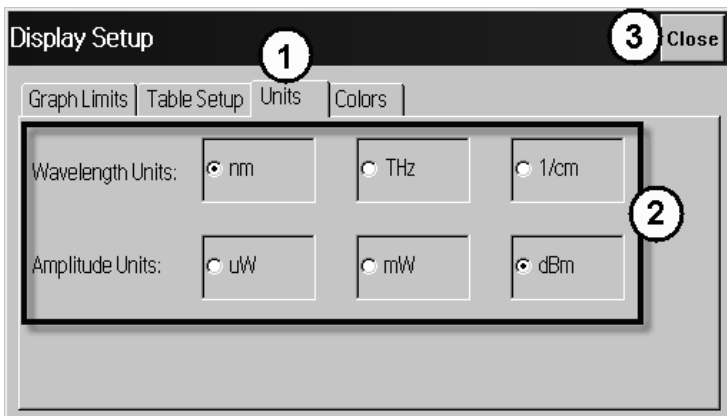 Display Setup 1 3 Close
Graph Limits Table Setup Units Colors
Wavelength Units: nm THz 1/cm
2
Amplitude Units: uW mW dBm